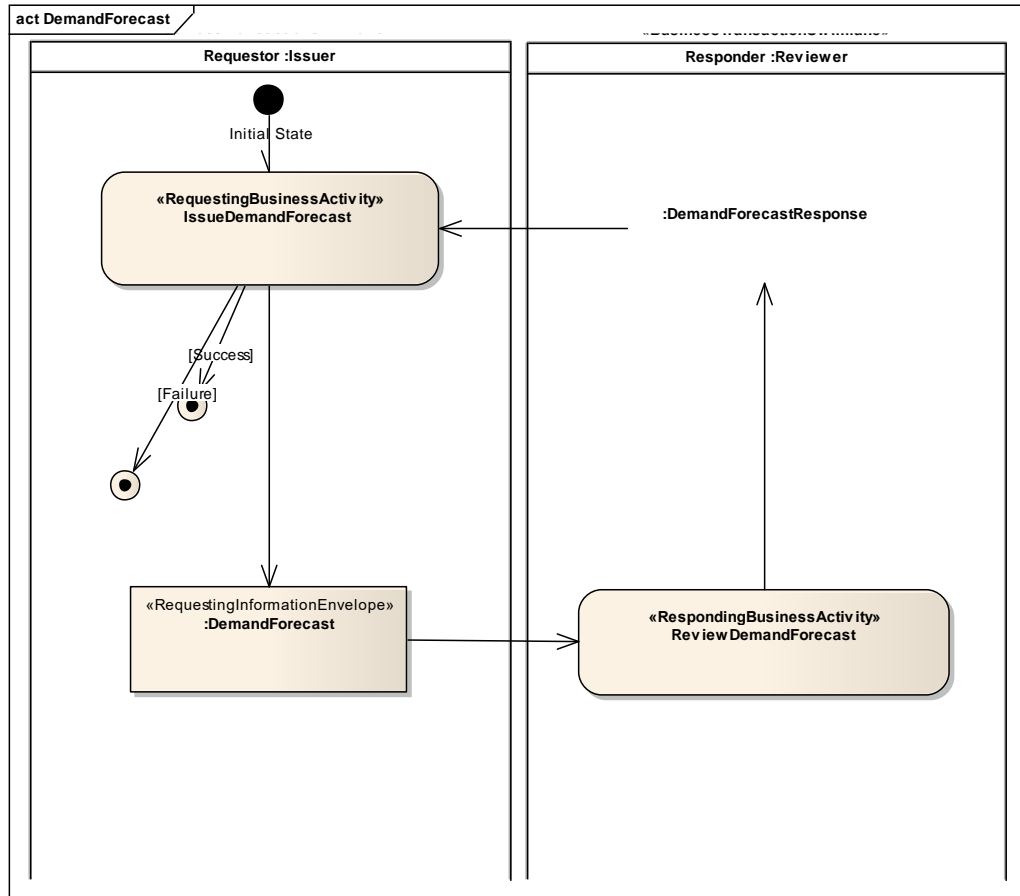 act DemandForecast
Requestor :Issuer
Responder :Reviewer
Initial State
«RequestingBusinessActivity»
IssueDemandForecast
:DemandForecastResponse
[Success]
[Failure]
«RequestingInformationEnvelope»
:DemandForecast
«RespondingBusinessActivity»
ReviewDemandForecast